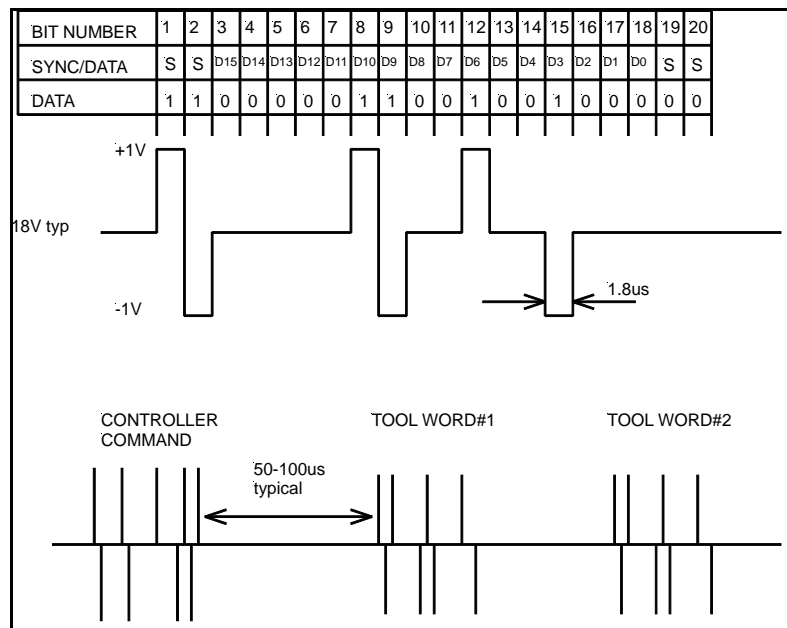 BIT NUMBER 1 2 3 4 5 6 7 8 9 10 11 12 13 14 15 16 17 18 19 20
SYNC/DATA S S D15 D14 D13 D12 D11 D10 D9 D8 D7 D6 D5 D4 D3 D2 D1 D0 S S
DATA 1 1 0 0 0 0 0 1 1 0 0 1 0 0 1 0 0 0 0 0
+1V
18V typ
-1V
1.8us
CONTROLLER
COMMAND
TOOL WORD#1
TOOL WORD#2
50-100us
typical